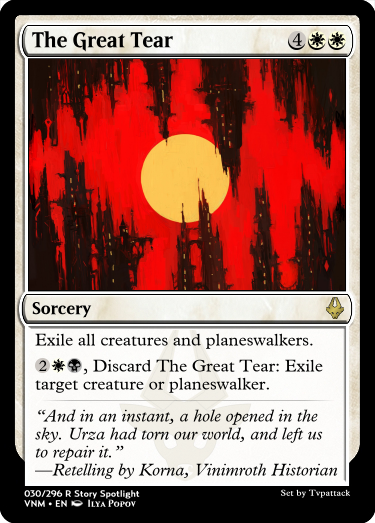 The Great Tear 4
Sorcery
Exile all creatures and planeswalkers.
2, Discard The Great Tear: Exile
target creature or planeswalker.
“And in an instant, a hole opened in the
sky. Urza had torn our world, and left us
to repair it.”
—Retelling by Korna, Vinimroth Historian
030/296 R Story Spotlight
VNM • EN Ilya Popov
Set by Tvpattack